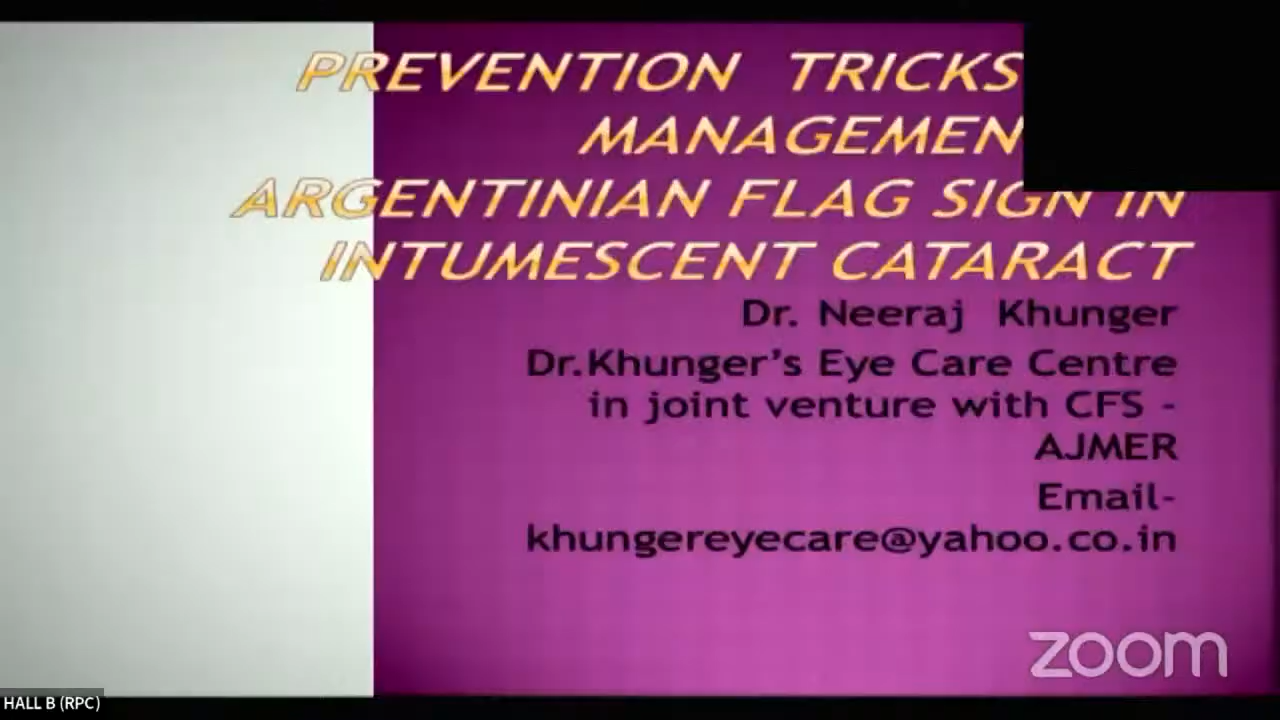 PREVENTION TRICKS
MANAGEMEN
ARGENTINIAN FLAG SIGN IN
INTUMESCENT CATARACT
Dr. Neeraj Khunger
Dr.Khunger’s Eye Care Centre
in joint venture with CFS -
AJMER
Email-
khungereyecare@yahoo.co.in
zoom
HALL B (RPC)